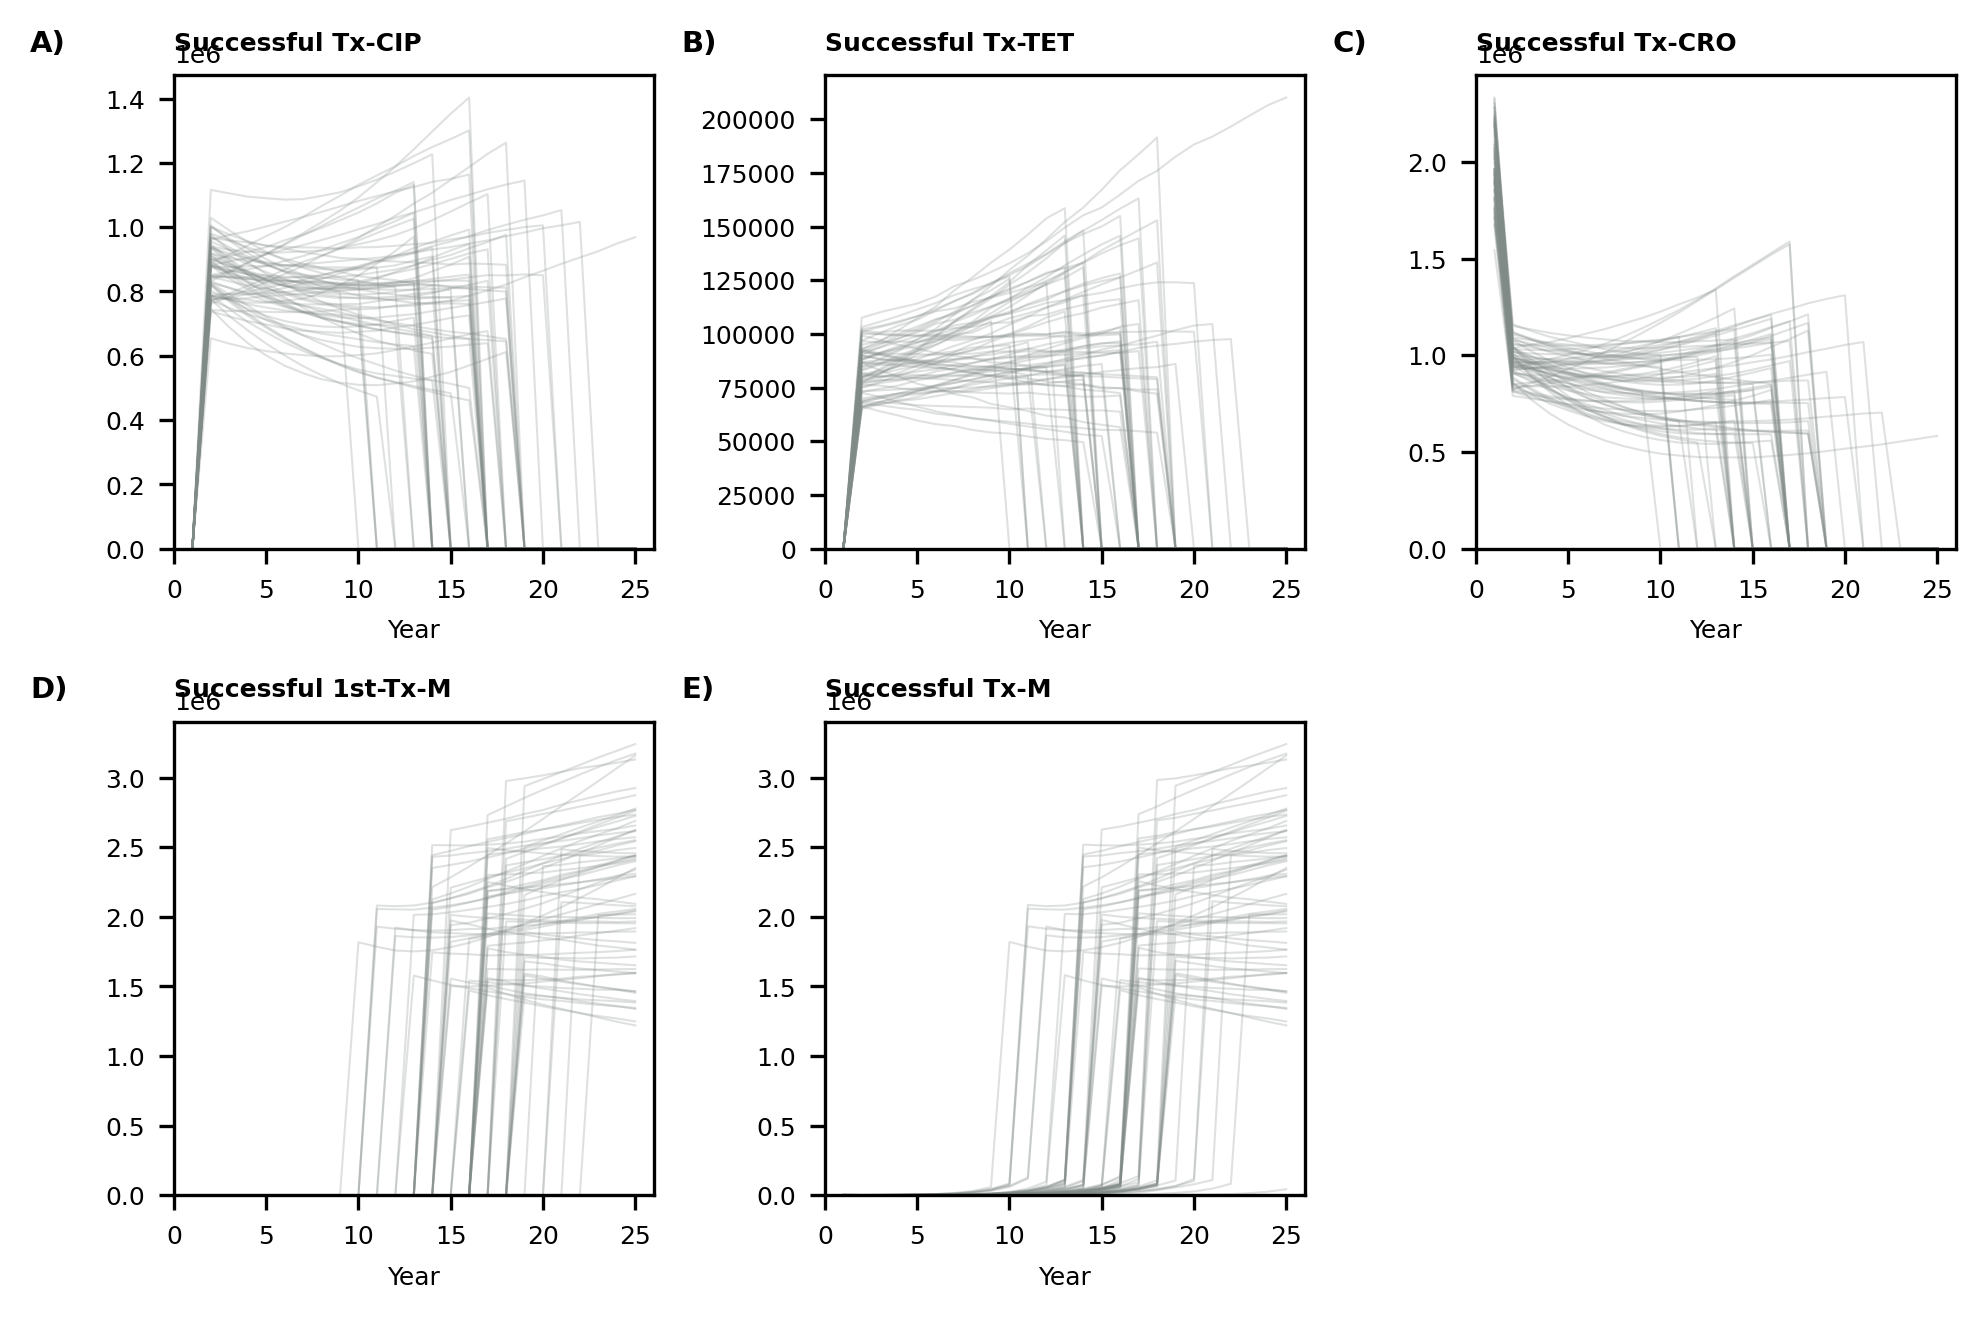 A) Successful Tx-CIP
1e6
1.4
1.2
1.0
0.8
0.6
0.4
0.2
0.0
0 5 10 15 20 25
Year
B) Successful Tx-TET
200000
175000
150000
125000
100000
75000
50000
25000
0
0 5 10 15 20 25
Year
C) Successful Tx-CRO
1e6
2.0
1.5
1.0
0.5
0.0
0 5 10 15 20 25
Year
D) Successful 1st-Tx-M
1e6
3.0
2.5
2.0
1.5
1.0
0.5
0.0
0 5 10 15 20 25
Year
E) Successful Tx-M
1e6
3.0
2.5
2.0
1.5
1.0
0.5
0.0
0 5 10 15 20 25
Year